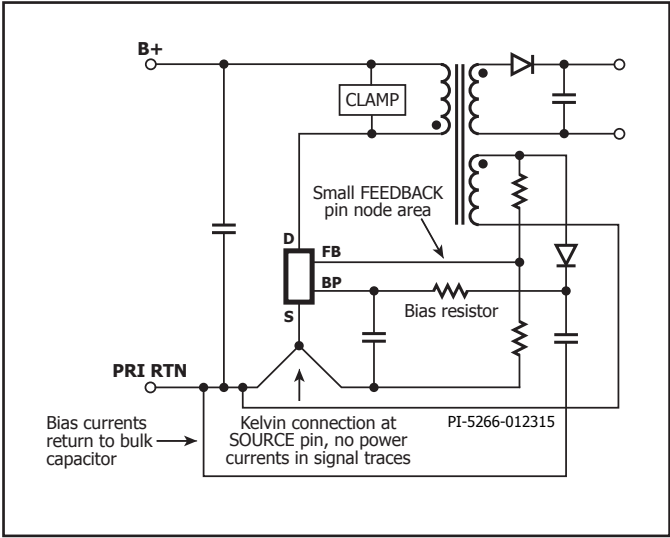 B+
CLAMP
Small FEEDBACK
pin node area
D
FB
BP
S
Bias resistor
PRI RTN
PI-5266-012315
Bias currents
return to bulk
capacitor
Kelvin connection at
SOURCE pin, no power
currents in signal traces